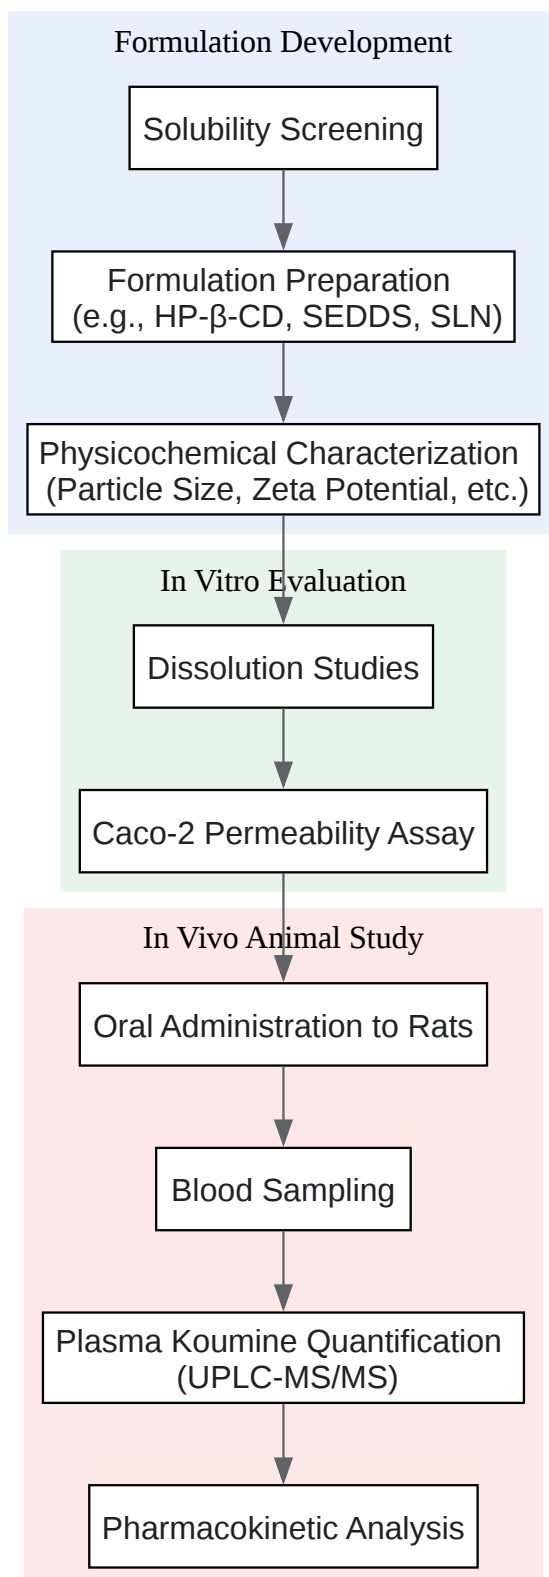 Formulation Development
Solubility Screening
Formulation Preparation
(e.g., HP-β-CD, SEDDS, SLN)
Physicochemical Characterization
(Particle Size, Zeta Potential, etc.)
In Vitro Evaluation
Dissolution Studies
Caco-2 Permeability Assay
In Vivo Animal Study
Oral Administration to Rats
Blood Sampling
Plasma Koumine Quantification
(UPLC-MS/MS)
Pharmacokinetic Analysis